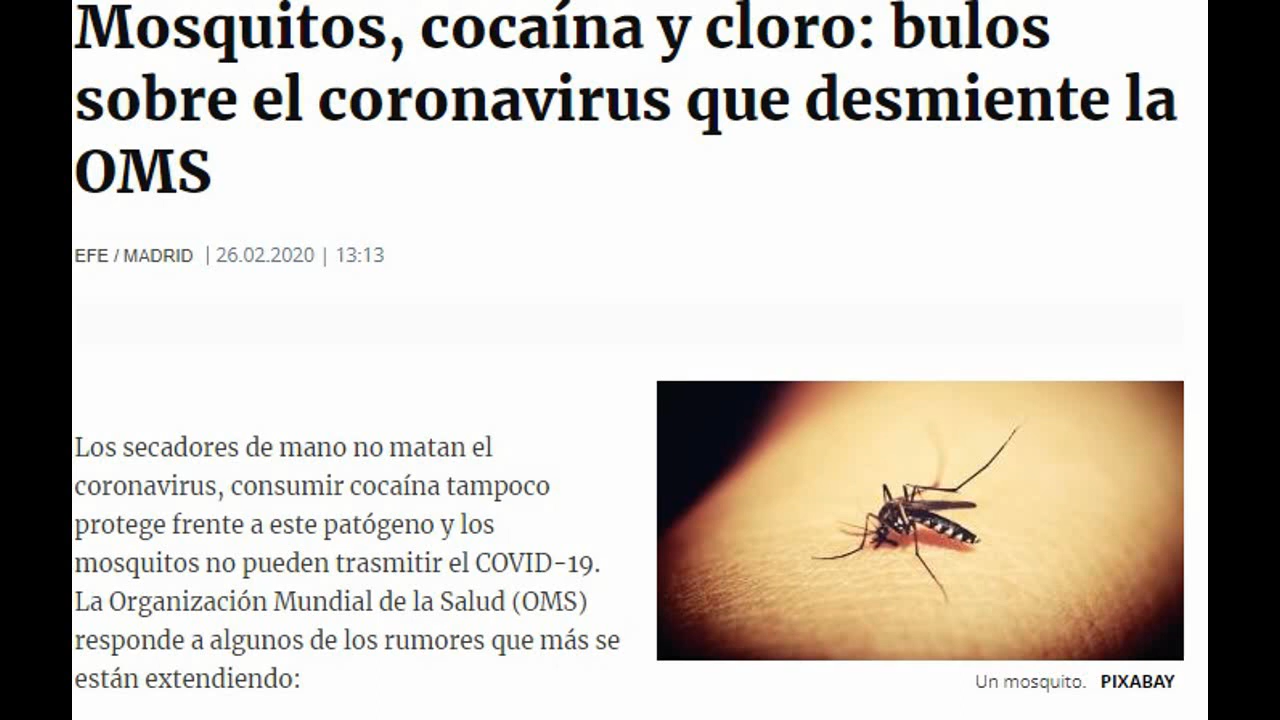 Mosquitos, cocaína y cloro: bulos
sobre el coronavirus que desmiente la
OMS
EFE / MADRID | 26.02.2020 | 13:13
Los secadores de mano no matan el
coronavirus, consumir cocaína tampoco
protege frente a este patógeno y los
mosquitos no pueden trasmitir el COVID-19.
La Organización Mundial de la Salud (OMS)
responde a algunos de los rumores que más se
están extendiendo:
Un mosquito. PIXABAY